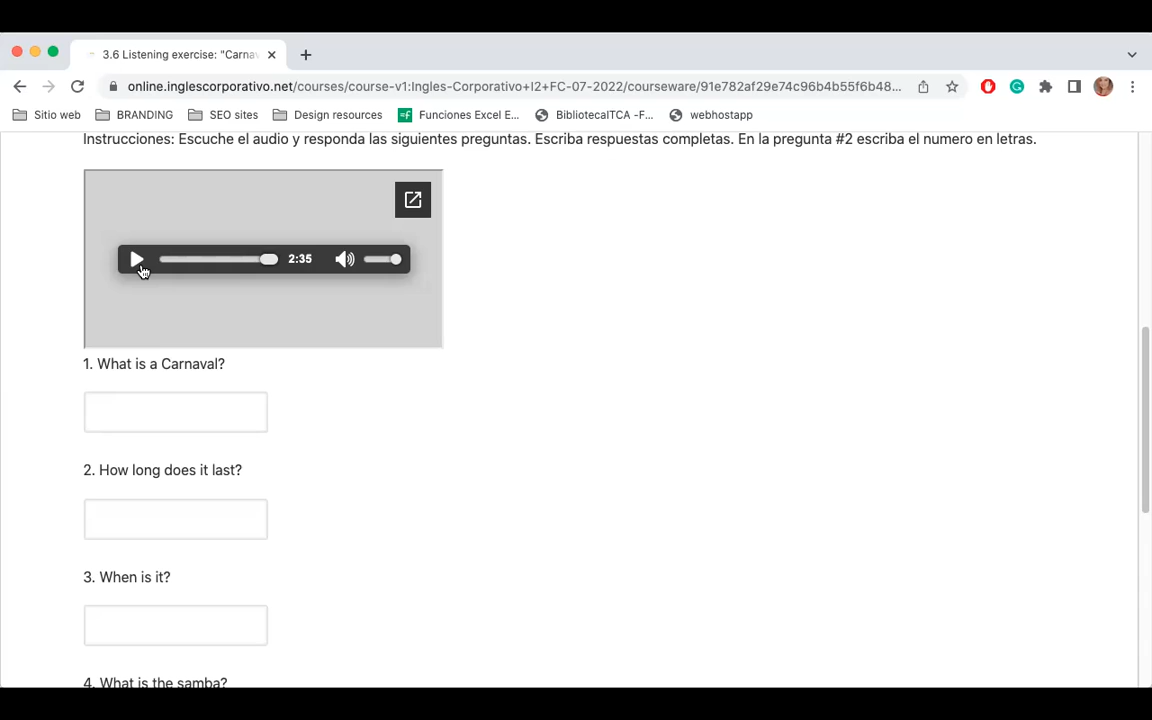 3.6 Listening exercise: "Carnav
online.inglescorporativo.net/courses/course-v1:Ingles-Corporativo+I2+FC-07-2022/courseware/91e782af29e74c96b4b55f6b48...
Sitio web BRANDING SEO sites Design resources Funciones Excel E... BibliotecaITCA -F... webhostapp
Instrucciones: Escuche el audio y responda las siguientes preguntas. Escriba respuestas completas. En la pregunta #2 escriba el numero en letras.
2:35
1. What is a Carnaval?
2. How long does it last?
3. When is it?
4. What is the samba?